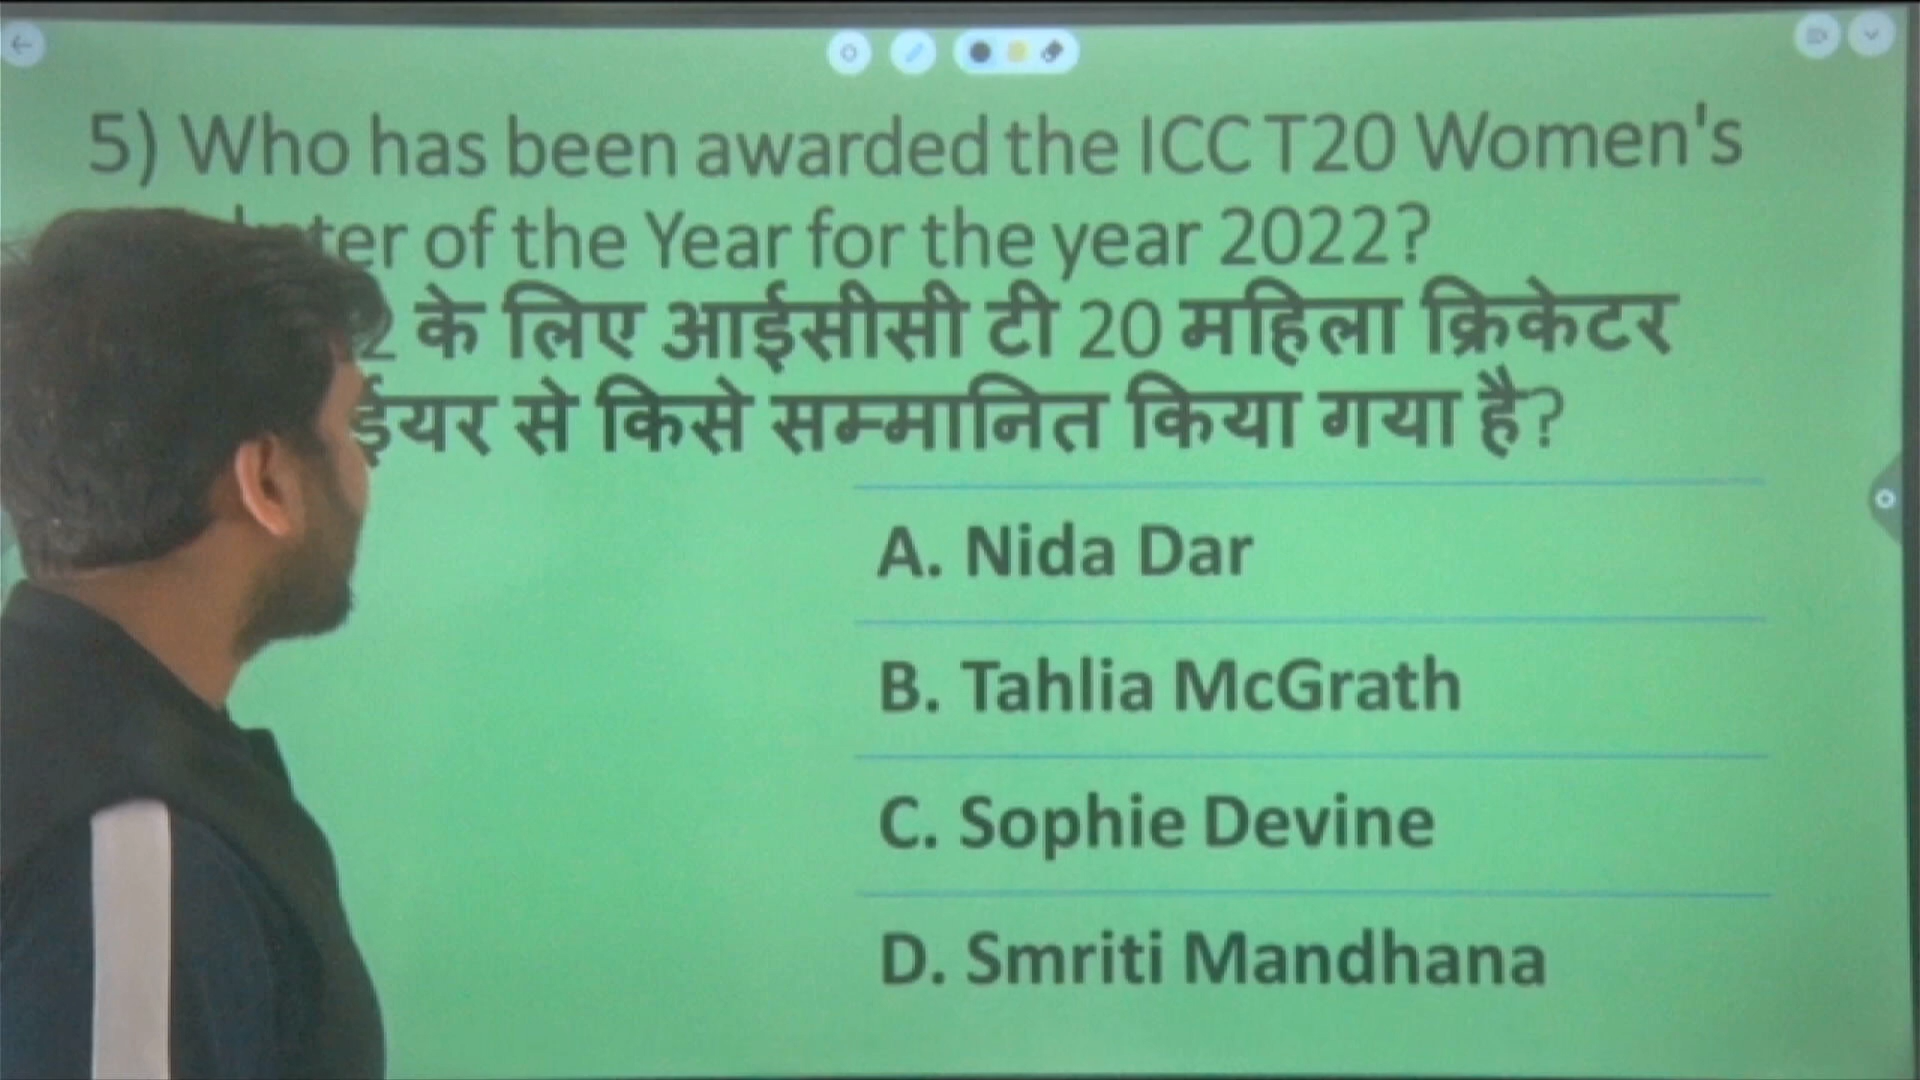 5) Who has been awarded the ICC T20 Women's
of the Year for the year 2022?
के लिए आईसीसी टी 20 महिला क्रिकेटर
ईयर से किसे सम्मानित किया गया है?
A. Nida Dar
B. Tahlia McGrath
C. Sophie Devine
D. Smriti Mandhana